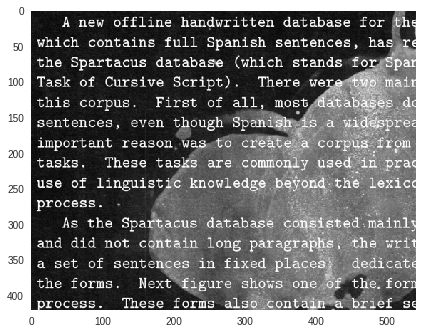 A new offline handwritten database for the
which contains full Spanish sentences, has re
the Spartacus database (which stands for Spar
Task of Cursive Script). There were two main
this corpus. First of all, most databases do
sentences, even though Spanish is a widesprea
important reason was to create a corpus from
tasks. These tasks are commonly used in prac
use of linguistic knowledge beyond the lexico
process.
As the Spartacus database consisted mainly
and did not contain long paragraphs, the writ
a set of sentences in fixed places) dedicate
the forms. Next figure shows one of the form
process. These forms also contain a brief se
0
50
100
150
200
250
300
350
400
0 100 200 300 400 500